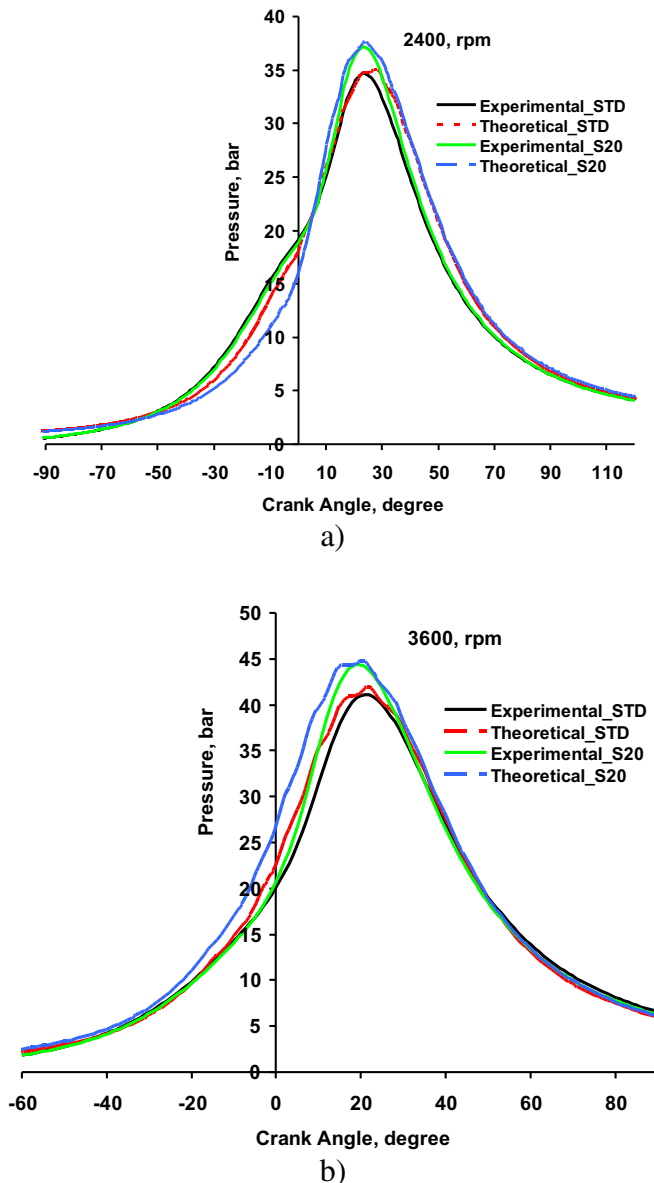 40
2400, rpm
35
30
Experimental_STD
Theoretical_STD
Experimental_S20
Theoretical_S20
25
Pressure, bar
20
15
10
5
0
-90 -70 -50 -30 -10 10 30 50 70 90 110
Crank Angle, degree
a)
50
3600, rpm
45
40
Experimental_STD
Theoretical_STD
Experimental_S20
Theoretical_S20
35
Pressure, bar
30
25
20
15
10
5
0
-60 -40 -20 0 20 40 60 80
Crank Angle, degree
b)